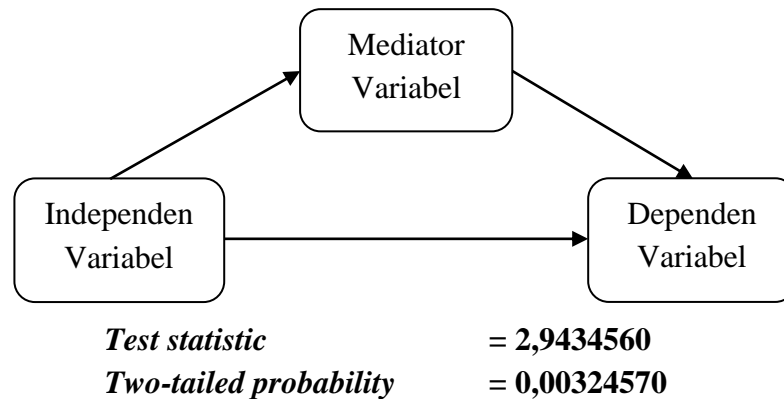 Mediator
Variabel
Independen
Variabel
Dependen
Variabel
Test statistic = 2,9434560
Two-tailed probability = 0,00324570